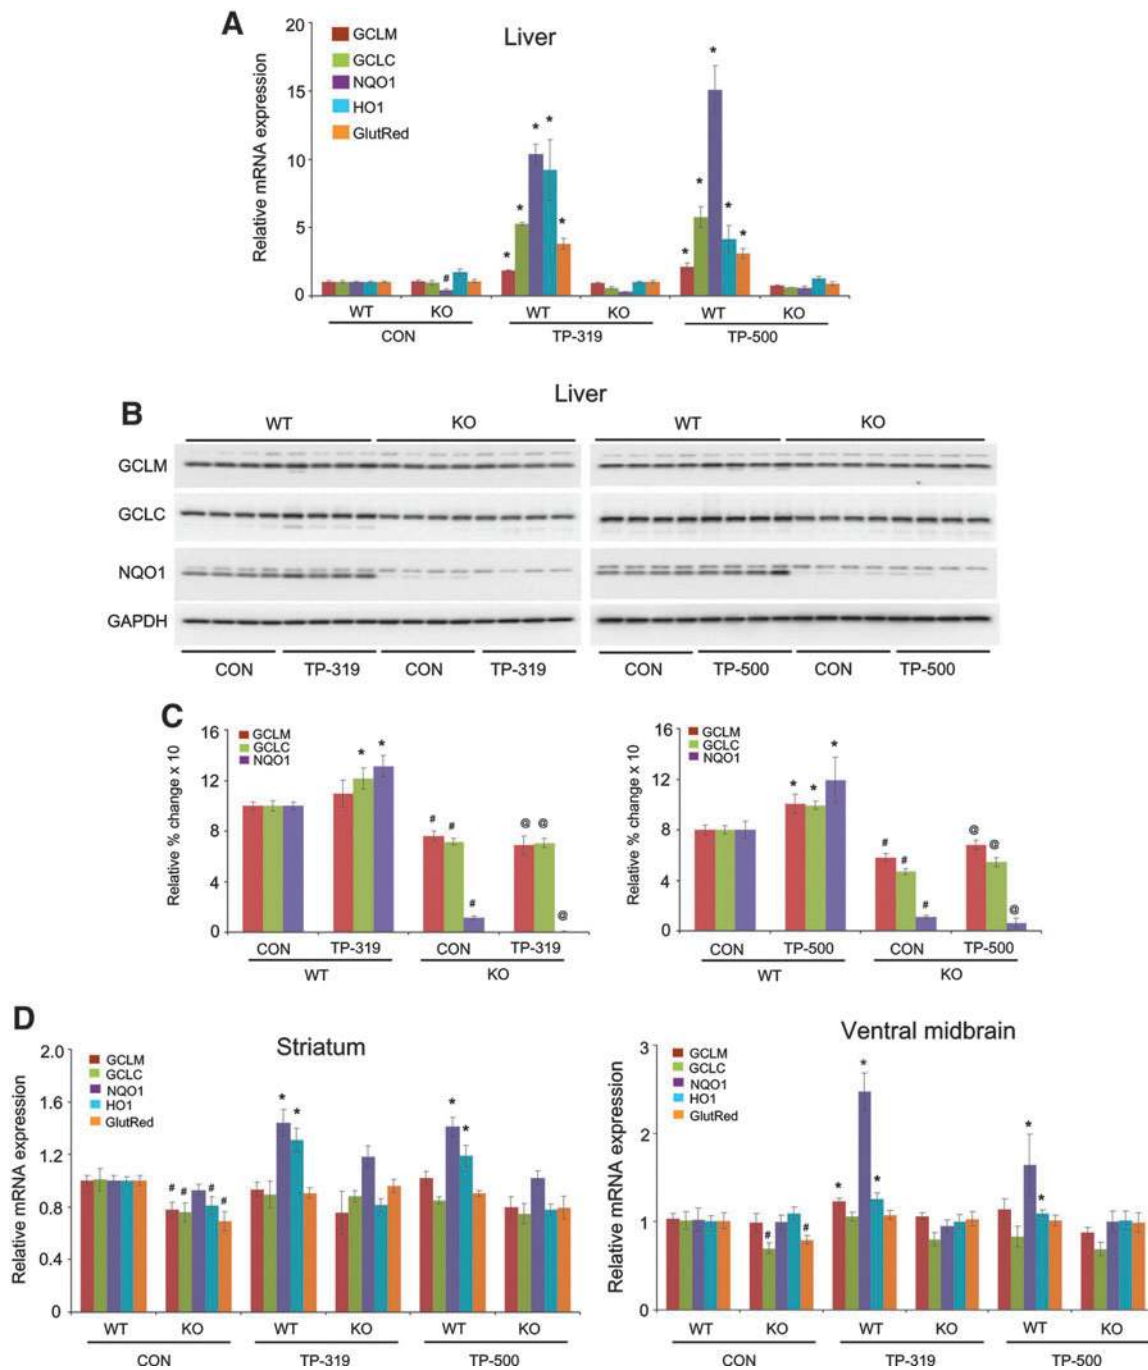 A
Liver
GCLM
GCLC
NQO1
HO1
GlutRed
Relative mRNA expression
20
15
10
5
0
* * * * *
* * * * *
#
WT KO WT KO WT KO
CON TP-319 TP-500
B
Liver
WT KO WT KO
GCLM
GCLC
NQO1
GAPDH
CON TP-319 CON TP-319 CON TP-500 CON TP-500
C
Relative % change x 10
16
12
8
4
0
GCLM
GCLC
NQO1
* *
# # #
@ @ @
CON TP-319 CON TP-319
WT KO
Relative % change x 10
16
12
8
4
0
GCLM
GCLC
NQO1
* * *
# # #
@ @ @
CON TP-500 CON TP-500
WT KO
D
Striatum
Relative mRNA expression
2.0
1.6
1.2
0.8
0.4
0
GCLM
GCLC
NQO1
HO1
GlutRed
# # # #
* *
* *
WT KO WT KO WT KO
CON TP-319 TP-500
Ventral midbrain
Relative mRNA expression
3
2
1
0
GCLM
GCLC
NQO1
HO1
GlutRed
# #
* * *
* *
WT KO WT KO WT KO
CON TP-319 TP-500